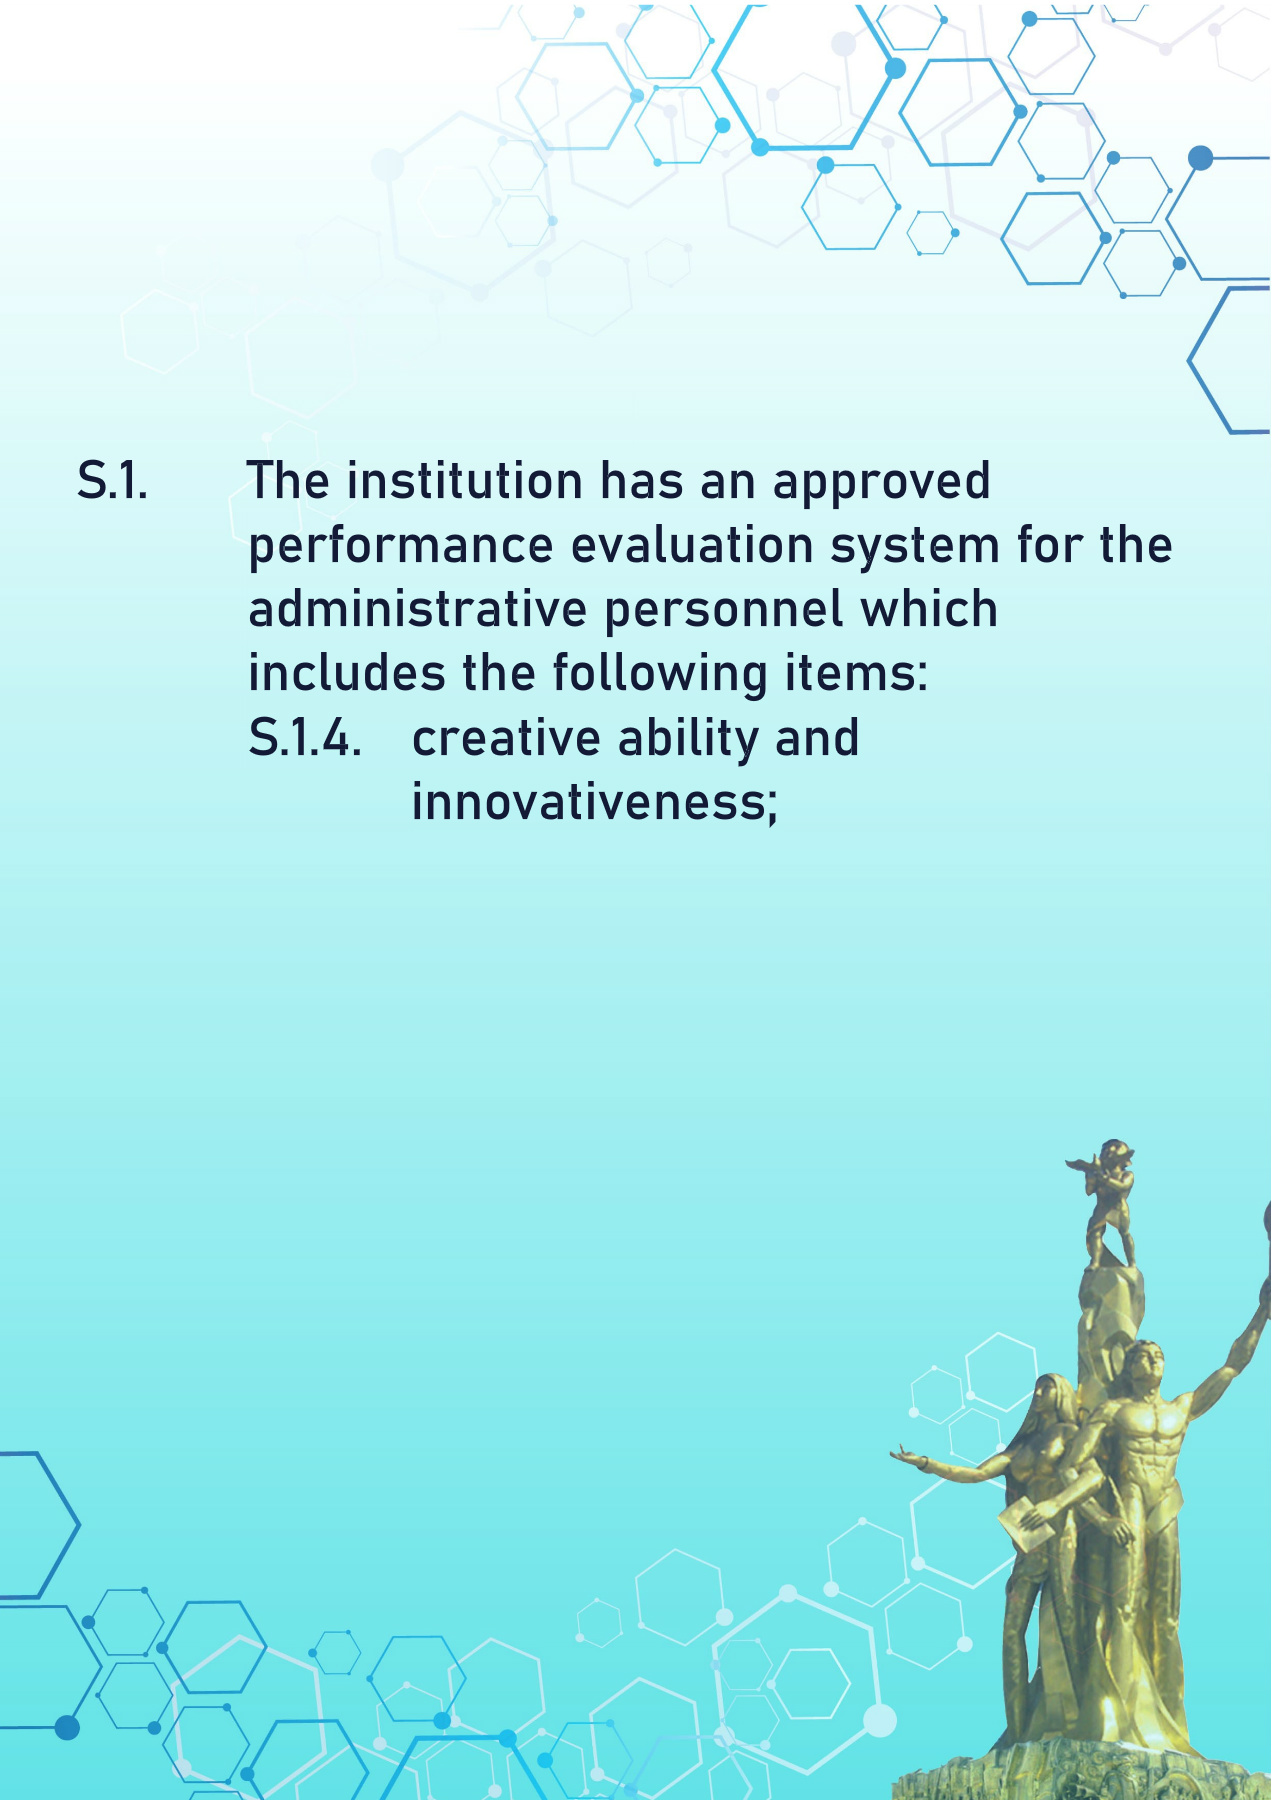 S.1. The institution has an approved
performance evaluation system for the
administrative personnel which
includes the following items:
S.1.4. creative ability and
innovativeness;